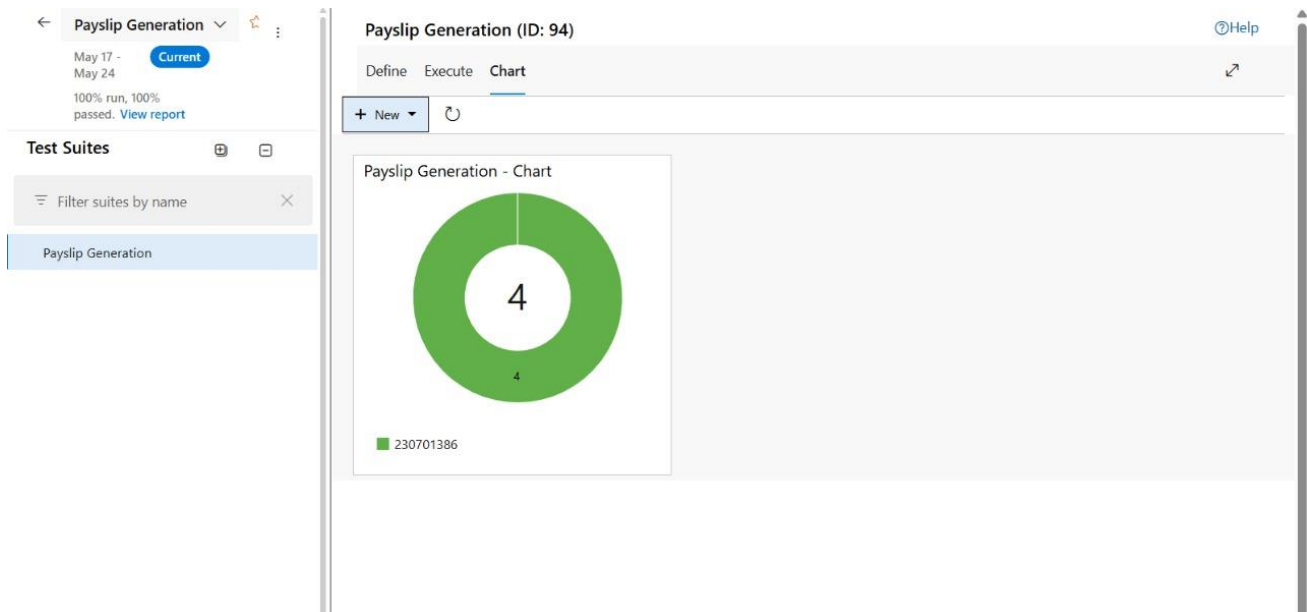 Payslip Generation
May 17 -
May 24
Current
100% run, 100%
passed. View report
Test Suites
Filter suites by name
Payslip Generation
Payslip Generation (ID: 94)
Help
Define Execute Chart
+ New
Payslip Generation - Chart
4
4
230701386